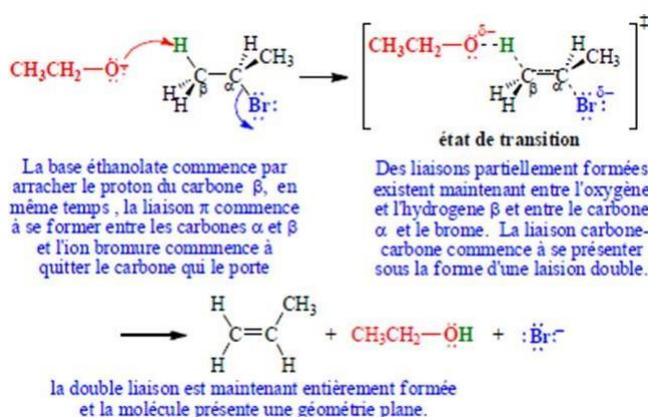 CH₃CH₂—O⁻ H H H C β C α H CH₃ Br
CH₃CH₂—O δ− H H H C β C α H CH₃ Br δ− ‡
état de transition
La base éthanolate commence par
arracher le proton du carbone β, en
même temps , la liaison π commence
à se former entre les carbones α et β
et l'ion bromure commnence à
quitter le carbone qui le porte
Des liaisons partiellement formées
existent maintenant entre l'oxygène
et l'hydrogene β et entre le carbone
α et le brome. La liaison carbone-
carbone commence à se présenter
sous la forme d'une laision double.
H H C=C CH₃ H + CH₃CH₂—OH + :Br:⁻
la double liaison est maintenant entièrement formée
et la molécule présente une géométrie plane.